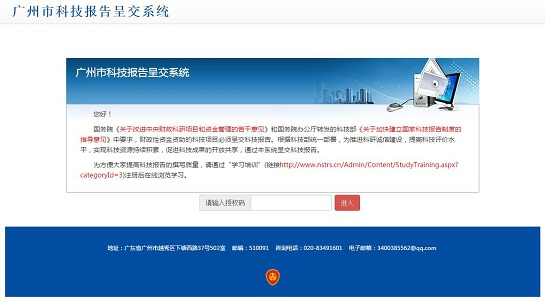 广州市科技报告呈交系统
广州市科技报告呈交系统
您好！
国务院《关于改进中央财政科研项目和资金管理的若干意见》和国务院办公厅转发的科技部《关于加快建立国家科技报告制度的
指导意见》中要求，财政性资金资助的科技项目必须呈交科技报告。根据科技部统一部署，为推进科研诚信建设，提高科技评价水
平，实现科技资源持续积累，促进科技成果的开放共享，通过本系统呈交科技报告。
为方便大家提高科技报告的撰写质量，请通过“学习培训”(链接http://www.nstrs.cn/Admin/Content/StudyTraining.aspx?
categoryId=3)注册后在线浏览学习。
请输入授权码 进入
地址：广东省广州市越秀区下塘西路37号502室 邮编：510091 咨询电话：020-83491601 电子邮箱：3400385562@qq.com